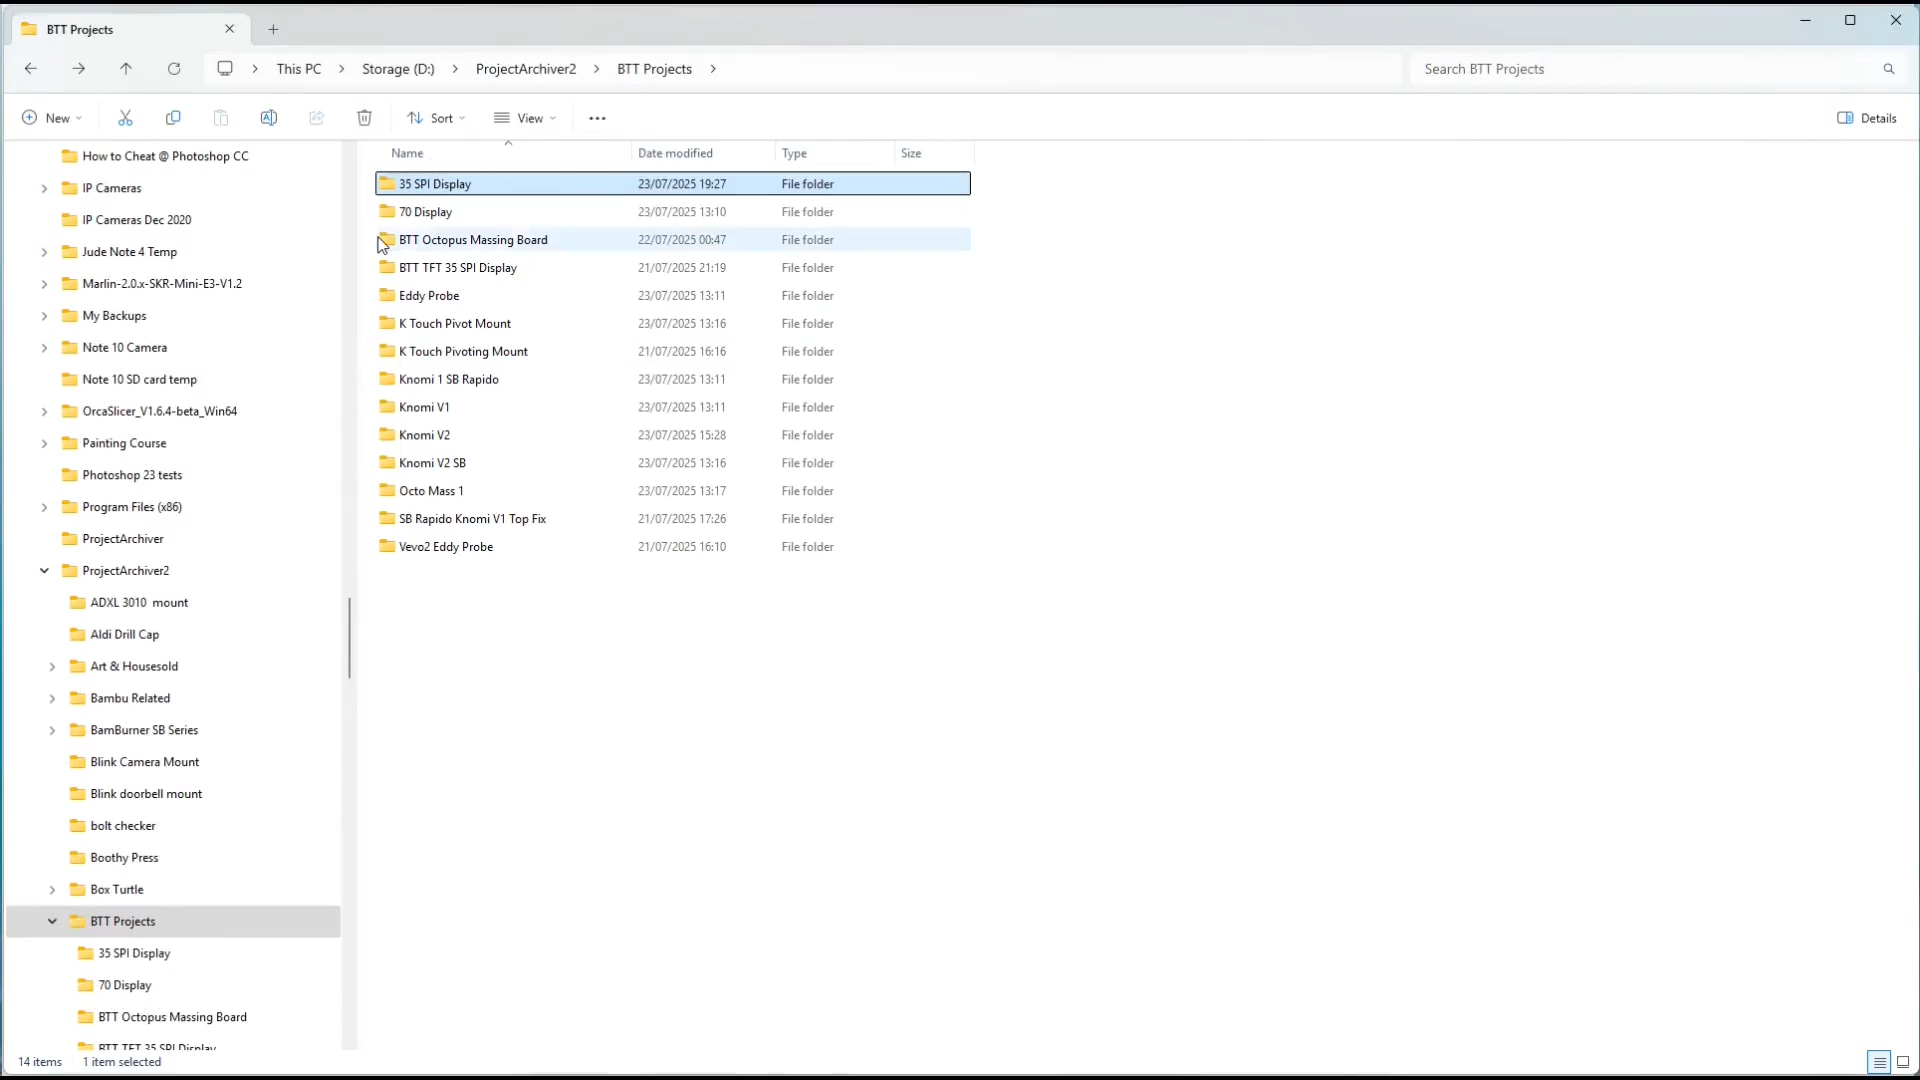 BTT Projects
This PC
Storage (D:)
ProjectArchiver2
BTT Projects
Search BTT Projects
New
Sort
View
Details
How to Cheat @ Photoshop CC
IP Cameras
IP Cameras Dec 2020
Jude Note 4 Temp
Marlin-2.0.x-SKR-Mini-E3-V1.2
My Backups
Note 10 Camera
Note 10 SD card temp
OrcaSlicer_V1.6.4-beta_Win64
Painting Course
Photoshop 23 tests
Program Files (x86)
ProjectArchiver
ProjectArchiver2
ADXL 3010  mount
Aldi Drill Cap
Art & Housesold
Bambu Related
BamBurner SB Series
Blink Camera Mount
Blink doorbell mount
bolt checker
Boothy Press
Box Turtle
BTT Projects
35 SPI Display
70 Display
BTT Octopus Massing Board
BTT TFT 35 SPI Display
Name Date modified Type Size
35 SPI Display 23/07/2025 19:27 File folder
70 Display 23/07/2025 13:10 File folder
BTT Octopus Massing Board 22/07/2025 00:47 File folder
BTT TFT 35 SPI Display 21/07/2025 21:19 File folder
Eddy Probe 23/07/2025 13:11 File folder
K Touch Pivot Mount 23/07/2025 13:16 File folder
K Touch Pivoting Mount 21/07/2025 16:16 File folder
Knomi 1 SB Rapido 23/07/2025 13:11 File folder
Knomi V1 23/07/2025 13:11 File folder
Knomi V2 23/07/2025 15:28 File folder
Knomi V2 SB 23/07/2025 13:16 File folder
Octo Mass 1 23/07/2025 13:17 File folder
SB Rapido Knomi V1 Top Fix 21/07/2025 17:26 File folder
Vevo2 Eddy Probe 21/07/2025 16:10 File folder
14 items
1 item selected